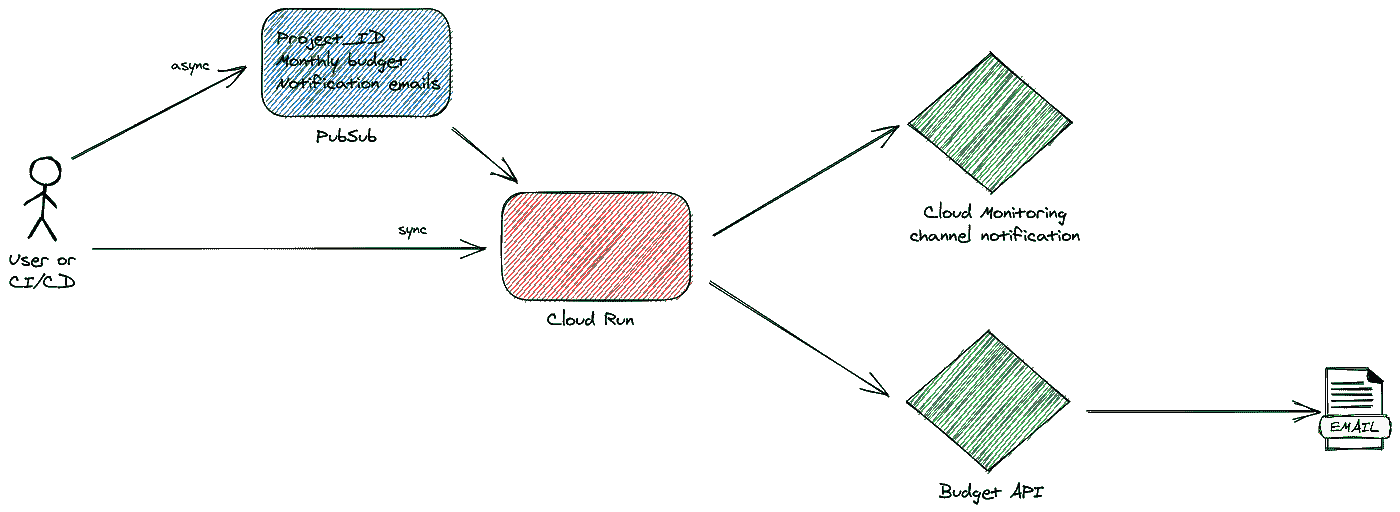 async
Project_ID
Monthly budget
Notification emails
PubSub
User or
CI/CD
sync
Cloud Run
Cloud Monitoring
channel notification
Budget API
EMAIL